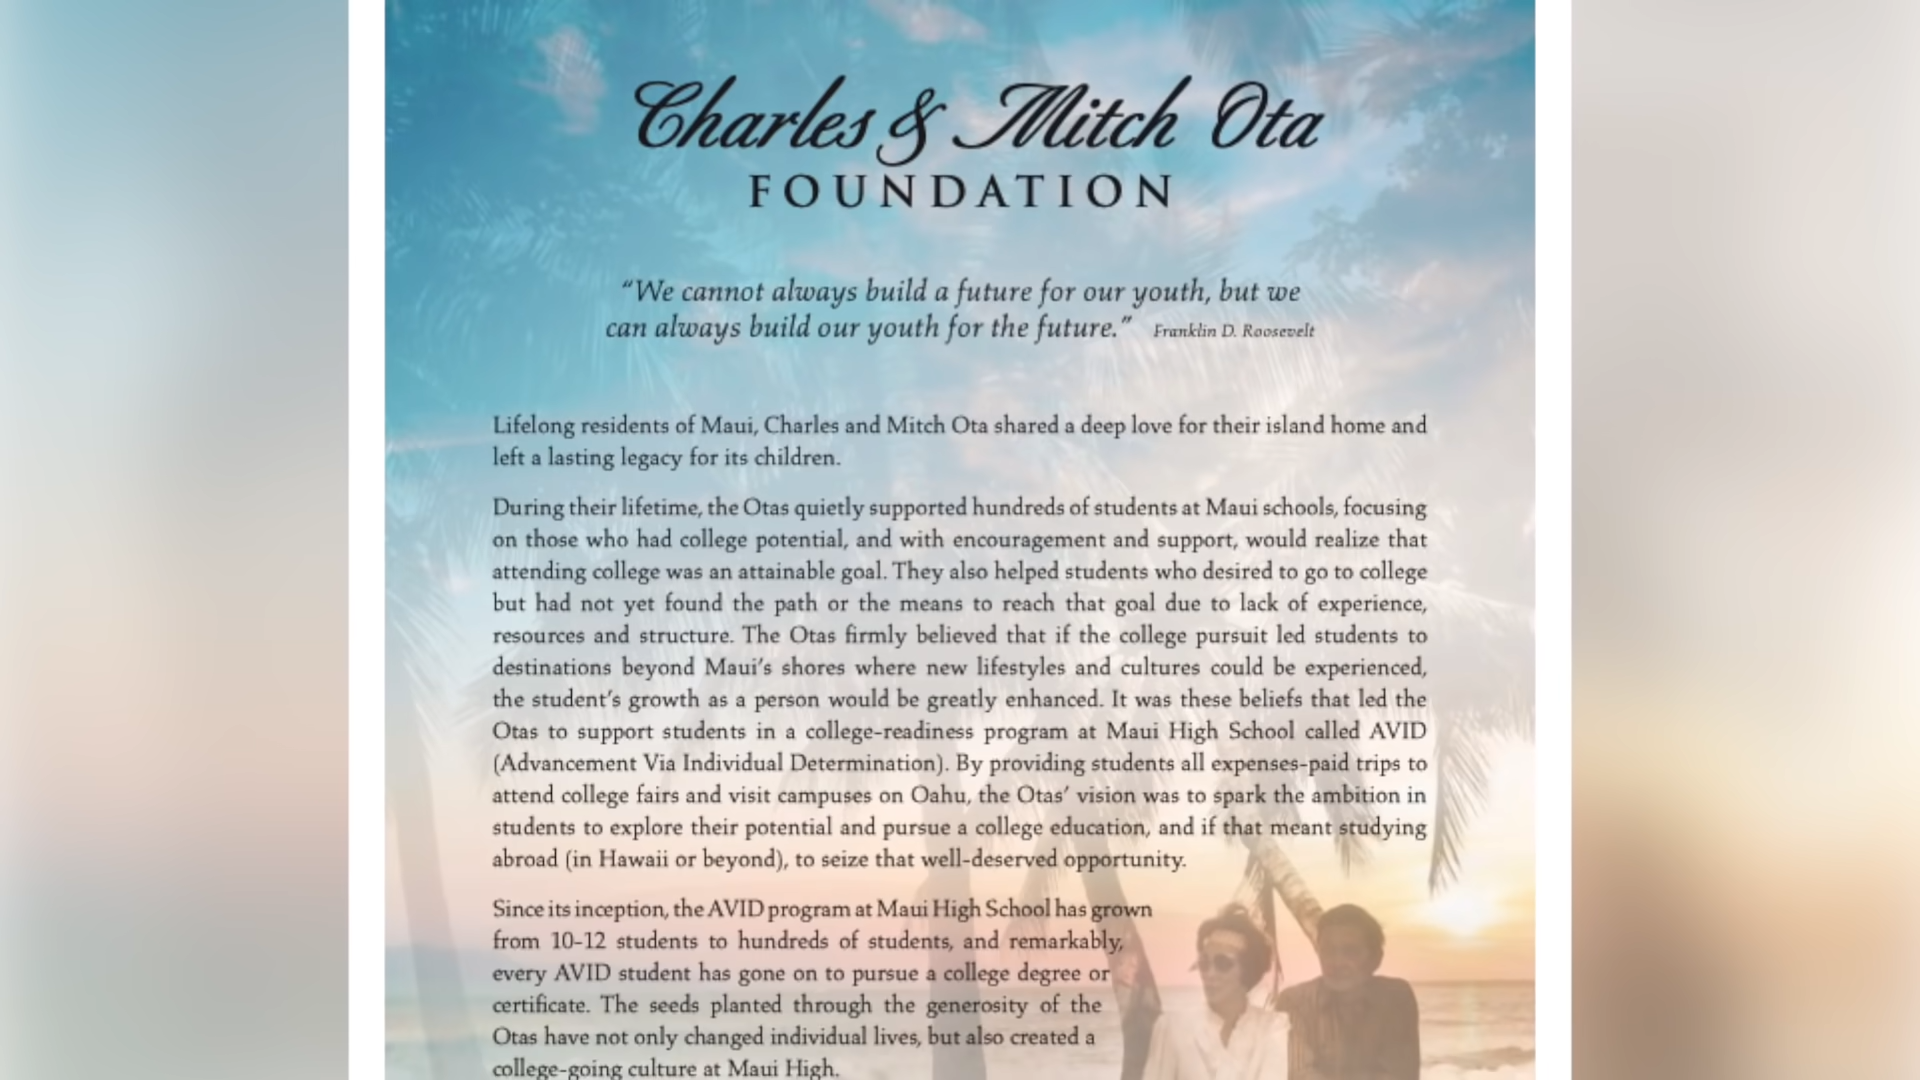 Charles & Mitch Ota
FOUNDATION
“We cannot always build a future for our youth, but we
can always build our youth for the future.” Franklin D. Roosevelt
Lifelong residents of Maui, Charles and Mitch Ota shared a deep love for their island home and
left a lasting legacy for its children.
During their lifetime, the Otas quietly supported hundreds of students at Maui schools, focusing
on those who had college potential, and with encouragement and support, would realize that
attending college was an attainable goal. They also helped students who desired to go to college
but had not yet found the path or the means to reach that goal due to lack of experience,
resources and structure. The Otas firmly believed that if the college pursuit led students to
destinations beyond Maui’s shores where new lifestyles and cultures could be experienced,
the student’s growth as a person would be greatly enhanced. It was these beliefs that led the
Otas to support students in a college-readiness program at Maui High School called AVID
(Advancement Via Individual Determination). By providing students all expenses-paid trips to
attend college fairs and visit campuses on Oahu, the Otas’ vision was to spark the ambition in
students to explore their potential and pursue a college education, and if that meant studying
abroad (in Hawaii or beyond), to seize that well-deserved opportunity.
Since its inception, the AVID program at Maui High School has grown
from 10-12 students to hundreds of students, and remarkably,
every AVID student has gone on to pursue a college degree or
certificate. The seeds planted through the generosity of the
Otas have not only changed individual lives, but also created a
college-going culture at Maui High.